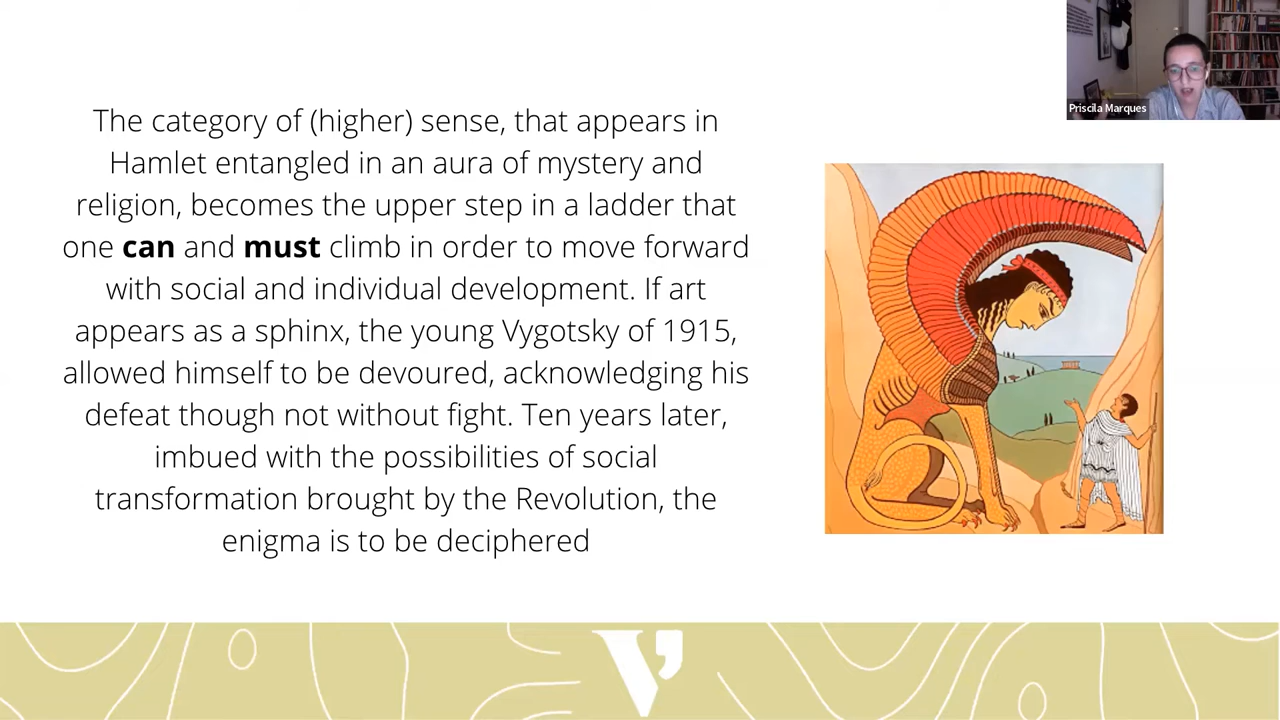 The category of (higher) sense, that appears in
Hamlet entangled in an aura of mystery and
religion, becomes the upper step in a ladder that
one can and must climb in order to move forward
with social and individual development. If art
appears as a sphinx, the young Vygotsky of 1915,
allowed himself to be devoured, acknowledging his
defeat though not without fight. Ten years later,
imbued with the possibilities of social
transformation brought by the Revolution, the
enigma is to be deciphered
Priscila Marques
V'